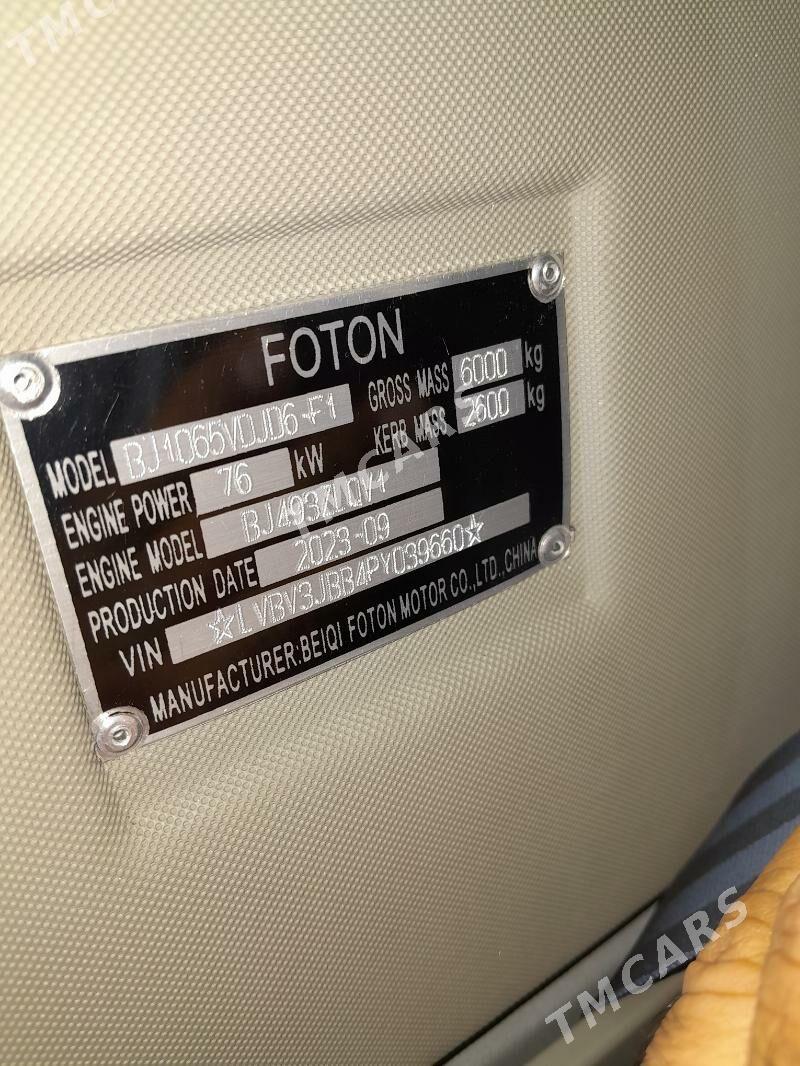 FOTON
MODEL BJ1065VDJD6-F1 GROSS MASS 6000 kg
ENGINE POWER 76 kW KERB MASS 2600 kg
ENGINE MODEL BJ493ZLQV1
PRODUCTION DATE 2023-09
VIN ☆LVBV3JBB4PY039660☆
MANUFACTURER:BEIQI FOTON MOTOR CO.,LTD.,CHINA
TMCARS
TMCARS
TMCARS